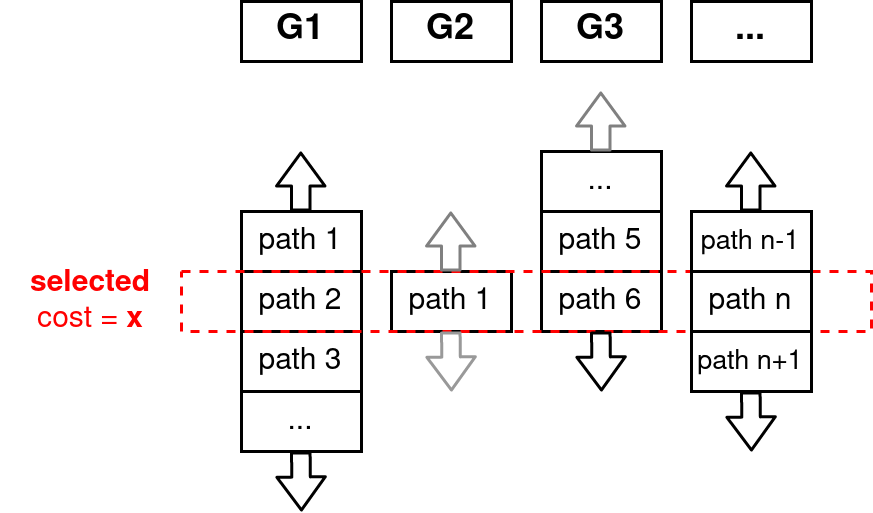 G1
G2
G3
...
...
path 1
path 5
path n-1
selected
cost = x
path 2
path 1
path 6
path n
path 3
path n+1
...